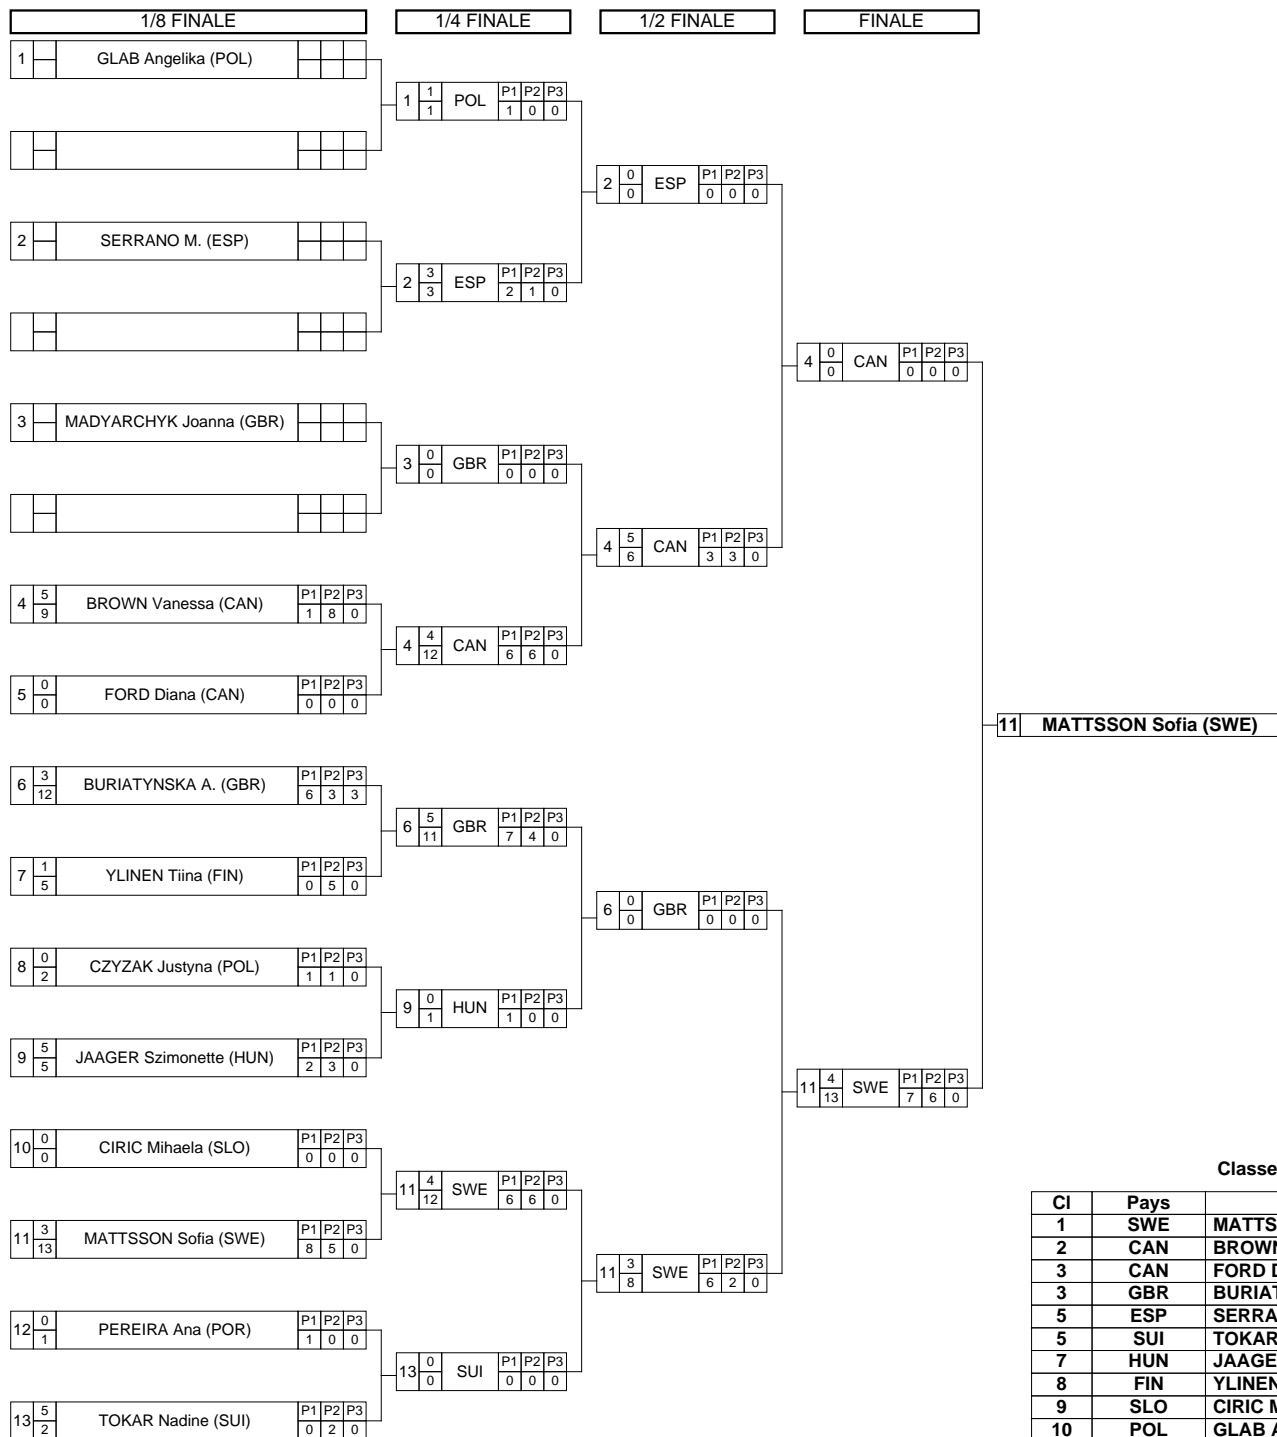 1/8 FINALE 1/4 FINALE 1/2 FINALE FINALE
1 GLAB Angelika (POL)
1 1 1 POL P1 P2 P3 1 0 0
2 0 0 ESP P1 P2 P3 0 0 0
2 SERRANO M. (ESP)
2 3 3 ESP P1 P2 P3 2 1 0
4 0 0 CAN P1 P2 P3 0 0 0
3 MADYARCHYK Joanna (GBR)
3 0 0 GBR P1 P2 P3 0 0 0
4 5 6 CAN P1 P2 P3 3 3 0
4 5 9 BROWN Vanessa (CAN) P1 P2 P3 1 8 0
4 4 12 CAN P1 P2 P3 6 6 0
5 0 0 FORD Diana (CAN) P1 P2 P3 0 0 0
11 MATTSSON Sofia (SWE)
6 3 12 BURIATYNSKA A. (GBR) P1 P2 P3 6 3 3
6 5 11 GBR P1 P2 P3 7 4 0
7 1 5 YLINEN Tiina (FIN) P1 P2 P3 0 5 0
6 0 0 GBR P1 P2 P3 0 0 0
8 0 2 CZYZAK Justyna (POL) P1 P2 P3 1 1 0
9 0 1 HUN P1 P2 P3 1 0 0
9 5 5 JAAGER Szimonette (HUN) P1 P2 P3 2 3 0
11 4 13 SWE P1 P2 P3 7 6 0
10 0 0 CIRIC Mihaela (SLO) P1 P2 P3 0 0 0
11 4 12 SWE P1 P2 P3 6 6 0
11 3 13 MATTSSON Sofia (SWE) P1 P2 P3 8 5 0
11 3 8 SWE P1 P2 P3 6 2 0
12 0 1 PEREIRA Ana (POR) P1 P2 P3 1 0 0
13 0 0 SUI P1 P2 P3 0 0 0
13 5 2 TOKAR Nadine (SUI) P1 P2 P3 0 2 0
Classe
Cl Pays
1 SWE MATTS
2 CAN BROWN
3 CAN FORD D
3 GBR BURIAT
5 ESP SERRA
5 SUI TOKAR
7 HUN JAAGE
8 FIN YLINEN
9 SLO CIRIC M
10 POL GLAB A